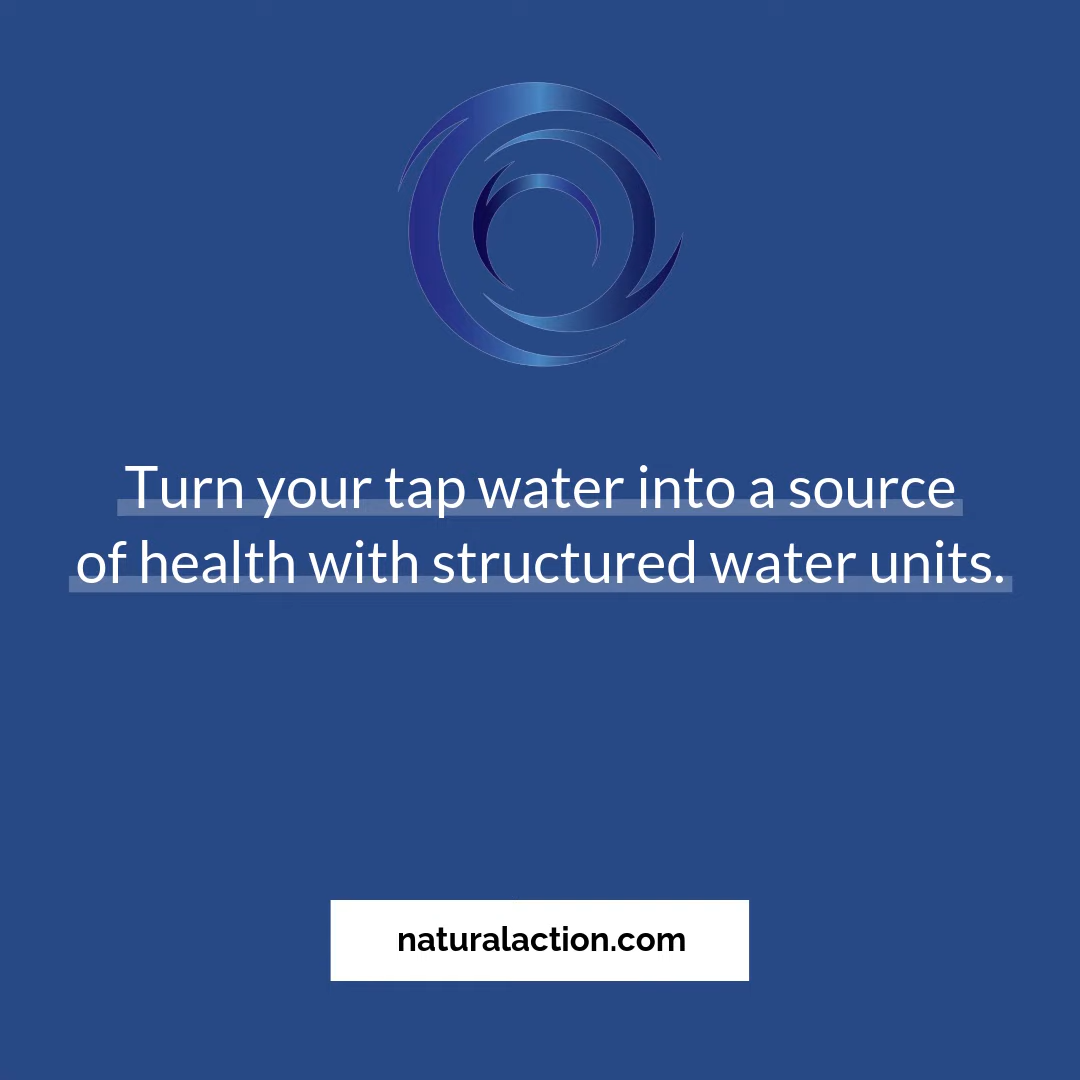 Turn your tap water into a source
of health with structured water units.
naturalaction.com